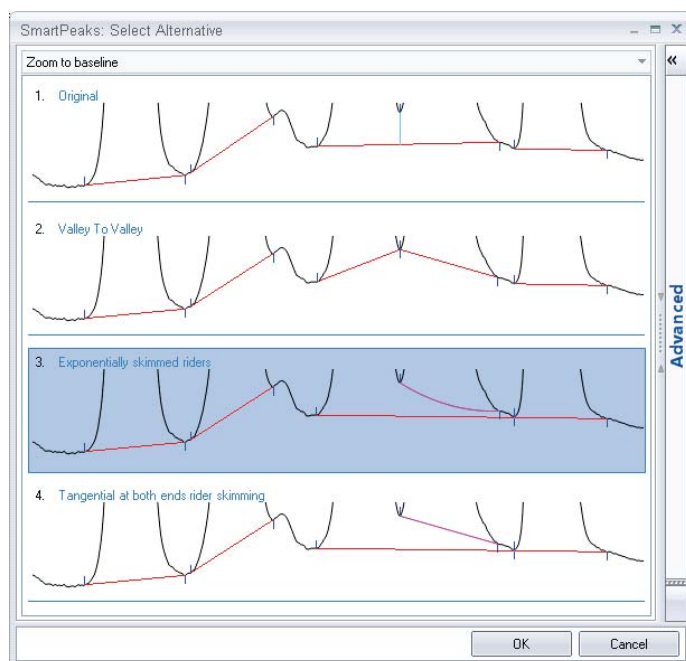 SmartPeaks: Select Alternative
Zoom to baseline
1. Original
2. Valley To Valley
3. Exponentially skimmed riders
4. Tangential at both ends rider skimming
Advanced
OK
Cancel